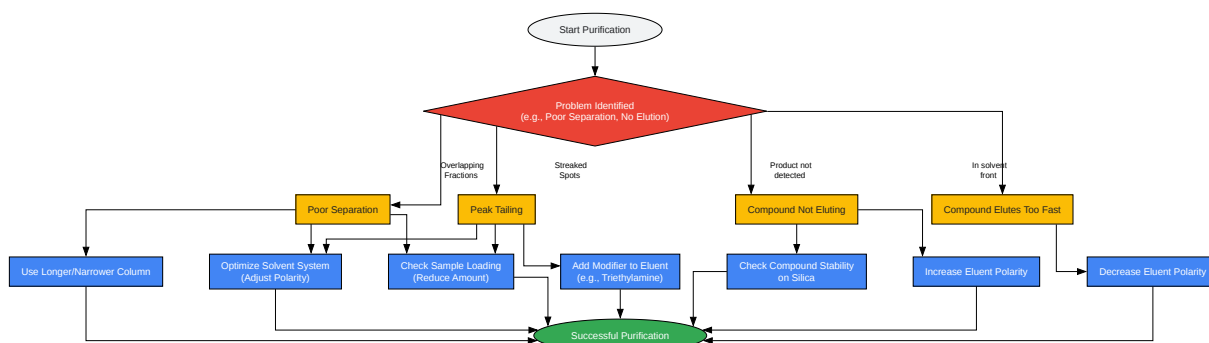 Start Purification
Problem Identified
(e.g., Poor Separation, No Elution)
Overlapping
Fractions
Streaked
Spots
Product not
detected
In solvent
front
Poor Separation
Peak Tailing
Compound Not Eluting
Compound Elutes Too Fast
Use Longer/Narrower Column
Optimize Solvent System
(Adjust Polarity)
Check Sample Loading
(Reduce Amount)
Add Modifier to Eluent
(e.g., Triethylamine)
Check Compound Stability
on Silica
Increase Eluent Polarity
Decrease Eluent Polarity
Successful Purification